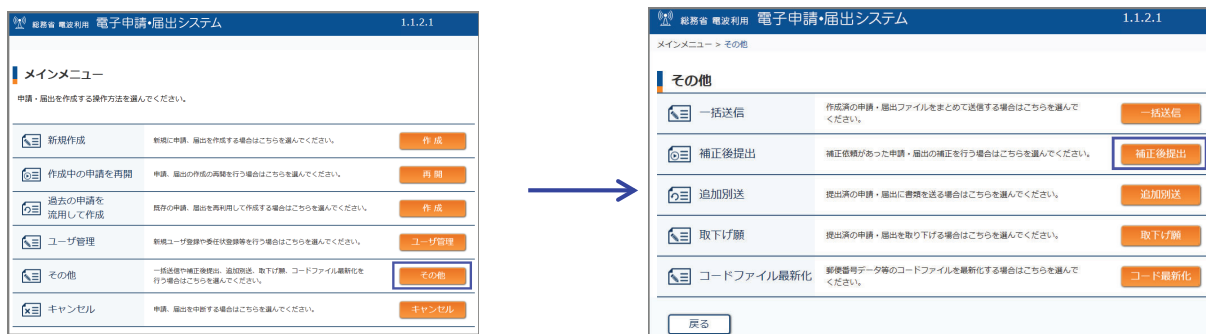 総務省 電波利用 電子申請・届出システム 1.1.2.1
メインメニュー
申請・届出を作成する操作方法を選んでください。
新規作成 新規に申請、届出を作成する場合はこちらを選んでください。 作 成
作成中の申請を再開 申請、届出の作成の再開を行う場合はこちらを選んでください。 再 開
過去の申請を
流用して作成 既存の申請、届出を再利用して作成する場合はこちらを選んでください。 作 成
ユーザ管理 新規ユーザ登録や委任状登録等を行う場合はこちらを選んでください。 ユーザ管理
その他 一括送信や補正後提出、追加別送、取下げ願、コードファイル最新化を
行う場合はこちらを選んでください。 その他
キャンセル 申請、届出を中断する場合はこちらを選んでください。 キャンセル
総務省 電波利用 電子申請・届出システム 1.1.2.1
メインメニュー > その他
その他
一括送信 作成済の申請・届出ファイルをまとめて送信する場合はこちらを選んで
ください。 一括送信
補正後提出 補正依頼があった申請・届出の補正を行う場合はこちらを選んでください。 補正後提出
追加別送 提出済の申請・届出に書類を送る場合はこちらを選んでください。 追加別送
取下げ願 提出済の申請・届出を取り下げる場合はこちらを選んでください。 取下げ願
コードファイル最新化 郵便番号データ等のコードファイルを最新化する場合はこちらを選んで
ください。 コード最新化
戻る